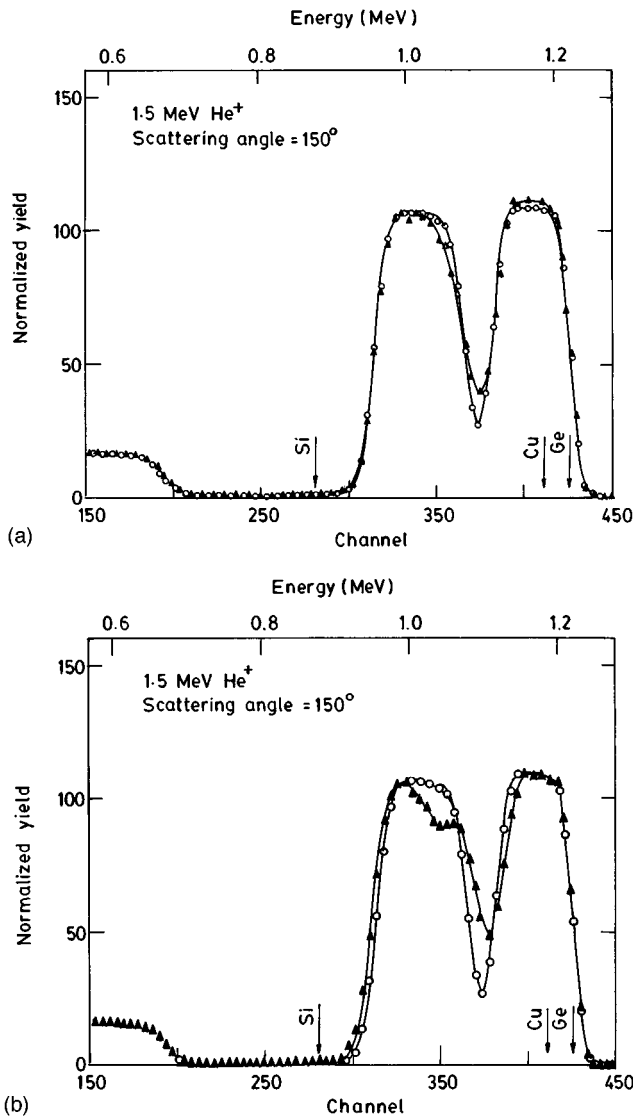 Energy (MeV)
0.6 0.8 1.0 1.2
150
1·5 MeV He+
Scattering angle = 150°
100
Normalized yield
50
Si
Cu
Ge
0
150 250 350 450
Channel
(a)
Energy (MeV)
0.6 0.8 1.0 1.2
150
1·5 MeV He+
Scattering angle = 150°
100
Normalized yield
50
Si
Cu
Ge
0
150 250 350 450
Channel
(b)